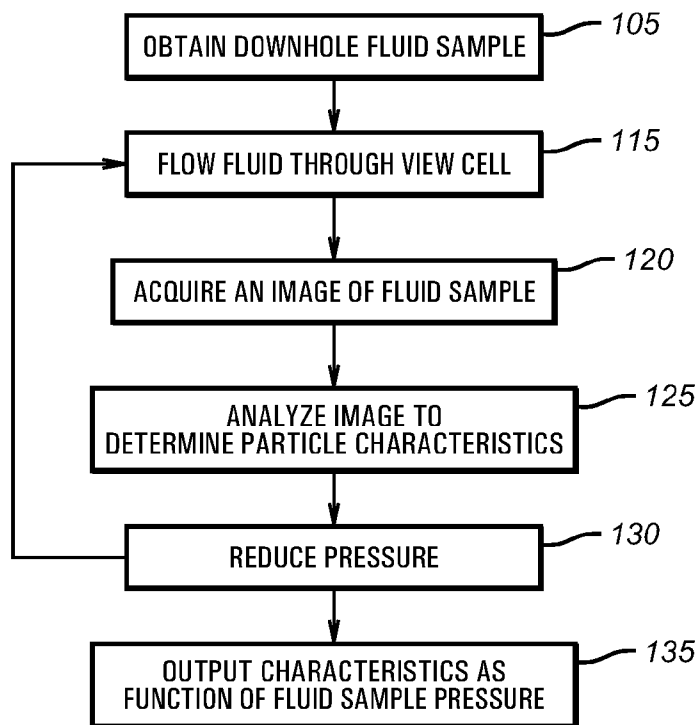 OBTAIN DOWNHOLE FLUID SAMPLE
105
FLOW FLUID THROUGH VIEW CELL
115
ACQUIRE AN IMAGE OF FLUID SAMPLE
120
ANALYZE IMAGE TO
DETERMINE PARTICLE CHARACTERISTICS
125
REDUCE PRESSURE
130
OUTPUT CHARACTERISTICS AS
FUNCTION OF FLUID SAMPLE PRESSURE
135